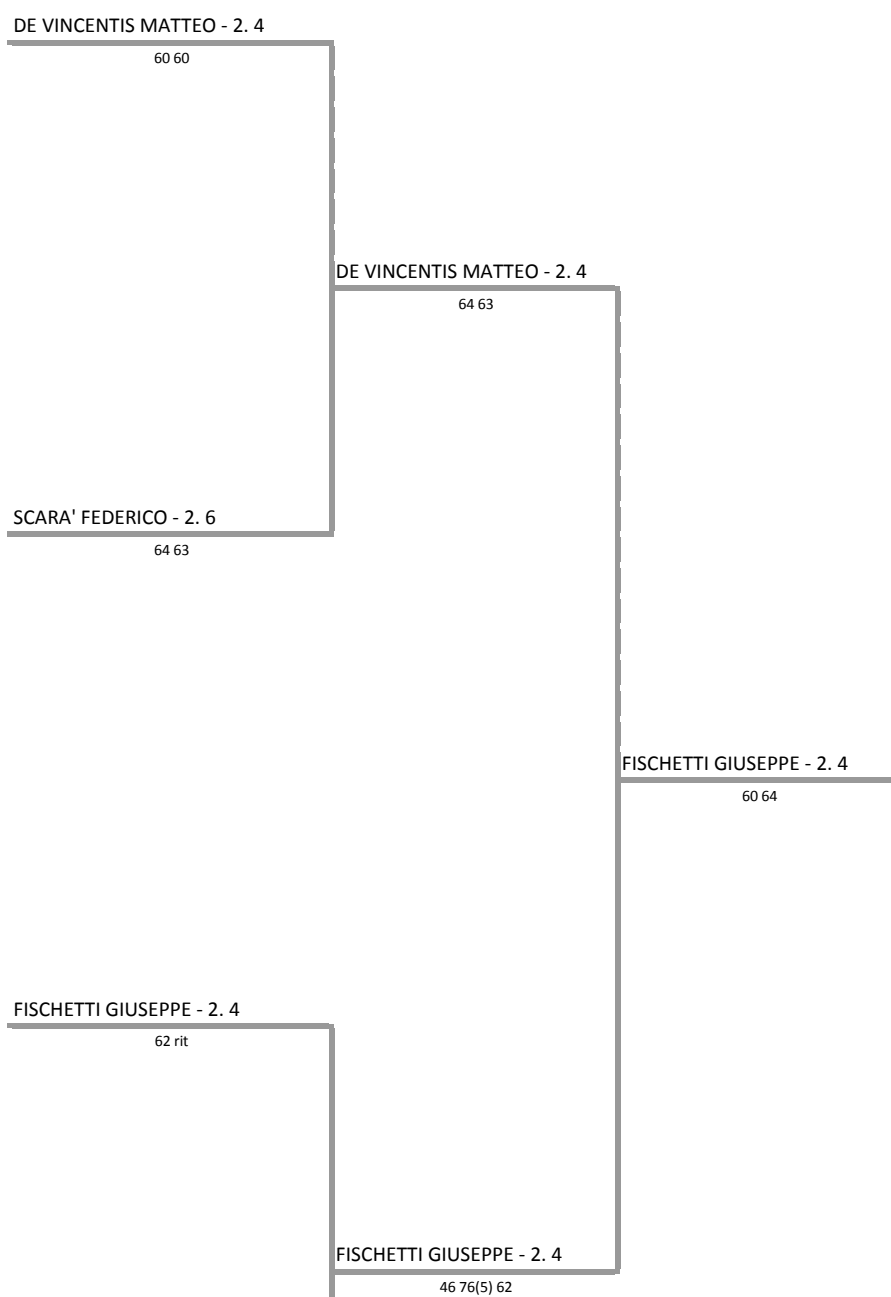 DE VINCENTIS MATTEO - 2. 4
60 60
DE VINCENTIS MATTEO - 2. 4
64 63
SCARA' FEDERICO - 2. 6
64 63
FISCHETTI GIUSEPPE - 2. 4
60 64
FISCHETTI GIUSEPPE - 2. 4
62 rit
FISCHETTI GIUSEPPE - 2. 4
46 76(5) 62